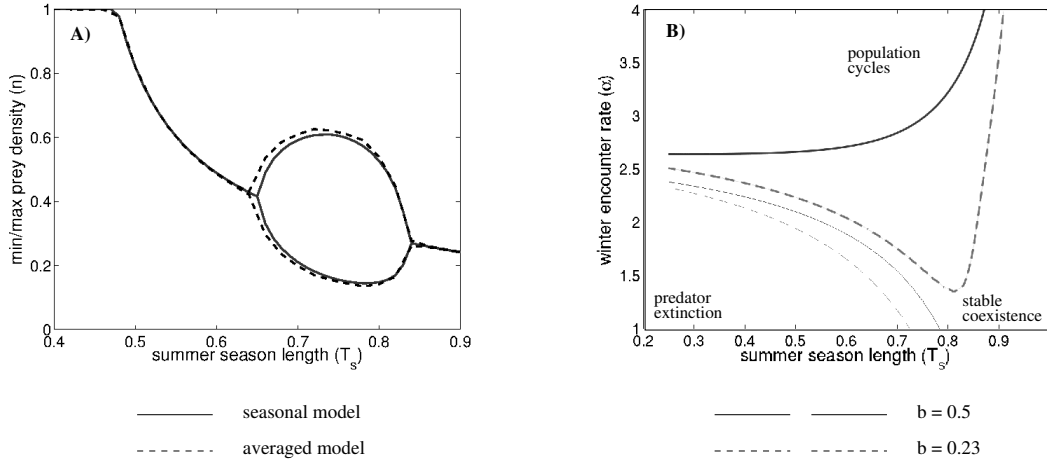 A)
min/max prey density (n)
1
0.8
0.6
0.4
0.2
0
0.4 0.5 0.6 0.7 0.8 0.9
summer season length (T_s)
seasonal model
averaged model
B)
winter encounter rate (α)
4
3.5
3
2.5
2
1.5
1
population
cycles
predator
extinction
stable
coexistence
0.2 0.3 0.4 0.5 0.6 0.7 0.8 0.9
summer season length (T_s)
b = 0.5
b = 0.23